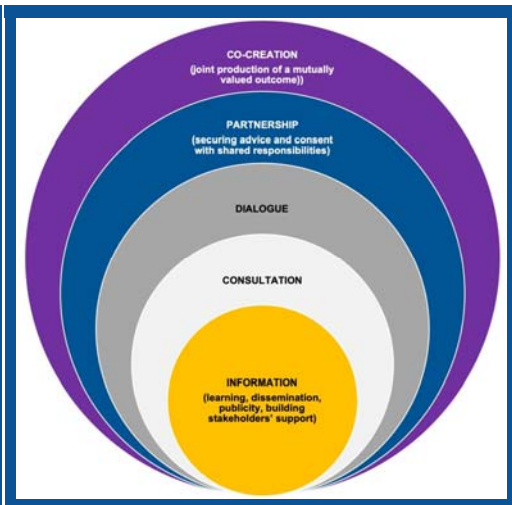 CO-CREATION
(joint production of a mutually
valued outcome))
PARTNERSHIP
(securing advice and consent
with shared responsibilities)
DIALOGUE
CONSULTATION
INFORMATION
(learning, dissemination,
publicity, building
stakeholders' support)